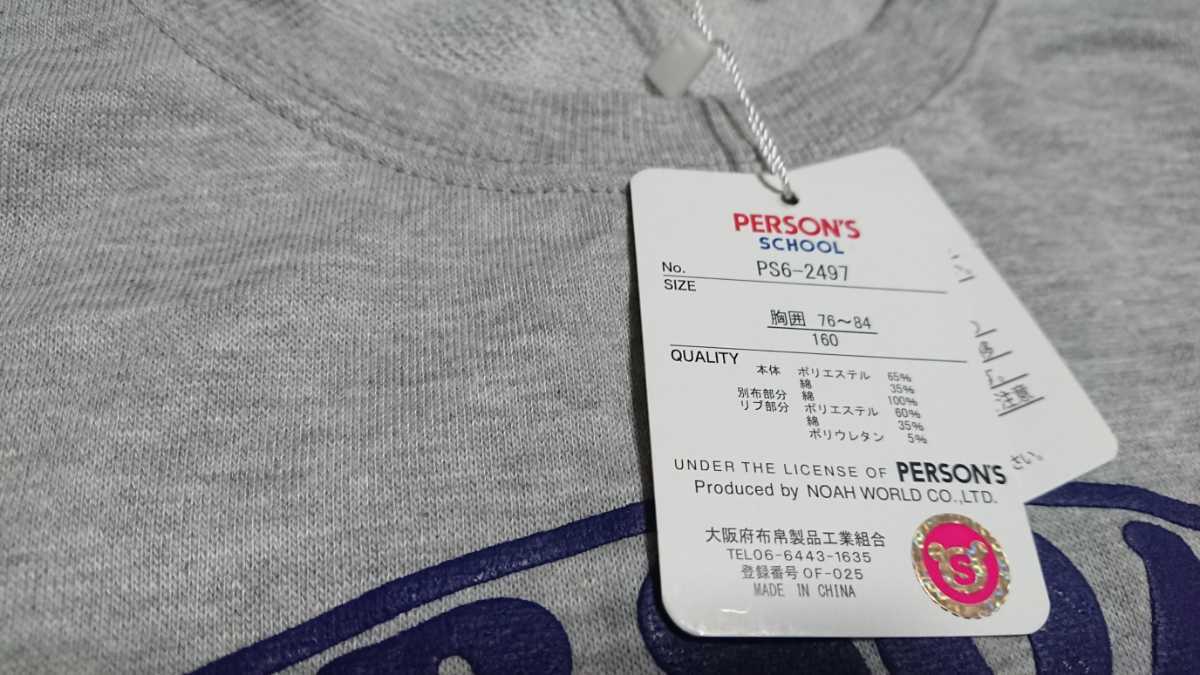 PERSON'S
SCHOOL
No. PS6-2497
SIZE
胸囲 76〜84
160
QUALITY
本体 ポリエステル 65%
綿 35%
別布部分 綿 100%
リブ部分 ポリエステル 60%
綿 35%
ポリウレタン 5%
UNDER THE LICENSE OF PERSON'S
Produced by NOAH WORLD CO.,LTD.
大阪府布帛製品工業組合
TEL06-6443-1635
登録番号 OF-025
MADE IN CHINA
S
注意
さい。